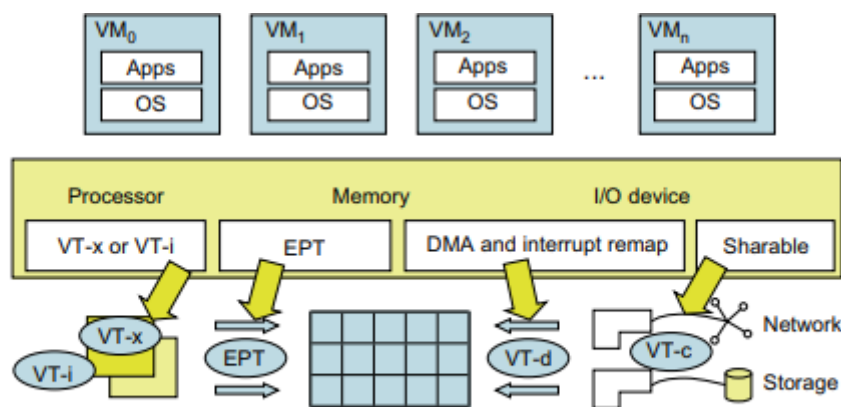 VM0 VM1 VM2 VMn
Apps Apps Apps ... Apps
OS OS OS OS
Processor Memory I/O device
VT-x or VT-i EPT DMA and interrupt remap Sharable
VT-x Network
VT-i EPT VT-d VT-c
Storage